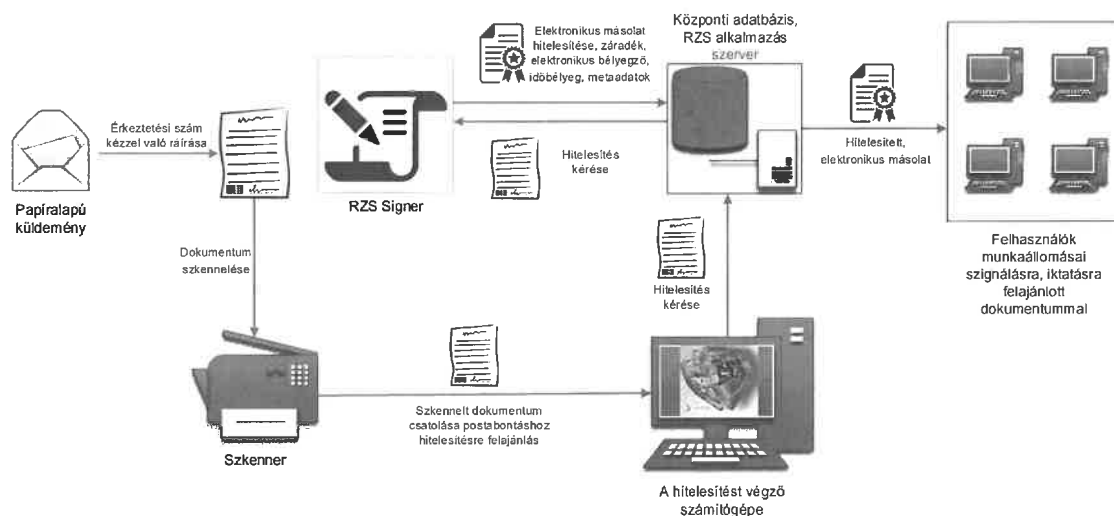 Elektronikus másolat
hitelesítése, záradék,
elektronikus bélyegző,
időbélyeg, metaadatok
Központi adatbázis,
RZS alkalmazás
szerver
Érkeztetési szám
kézzel való ráírása
Papíralapú
küldemény
RZS Signer
Hitelesítés
kérése
Hitelesített,
elektronikus másolat
Dokumentum
szkennelése
Hitelesítés
kérése
Felhasználók
munkaállomásai
szignálásra, iktatásra
felajánlott
dokumentummal
Szkennelt dokumentum
csatolása postabontáshoz
hitelesítésre felajánlás
Szkenner
A hitelesítést végző
számítógépe